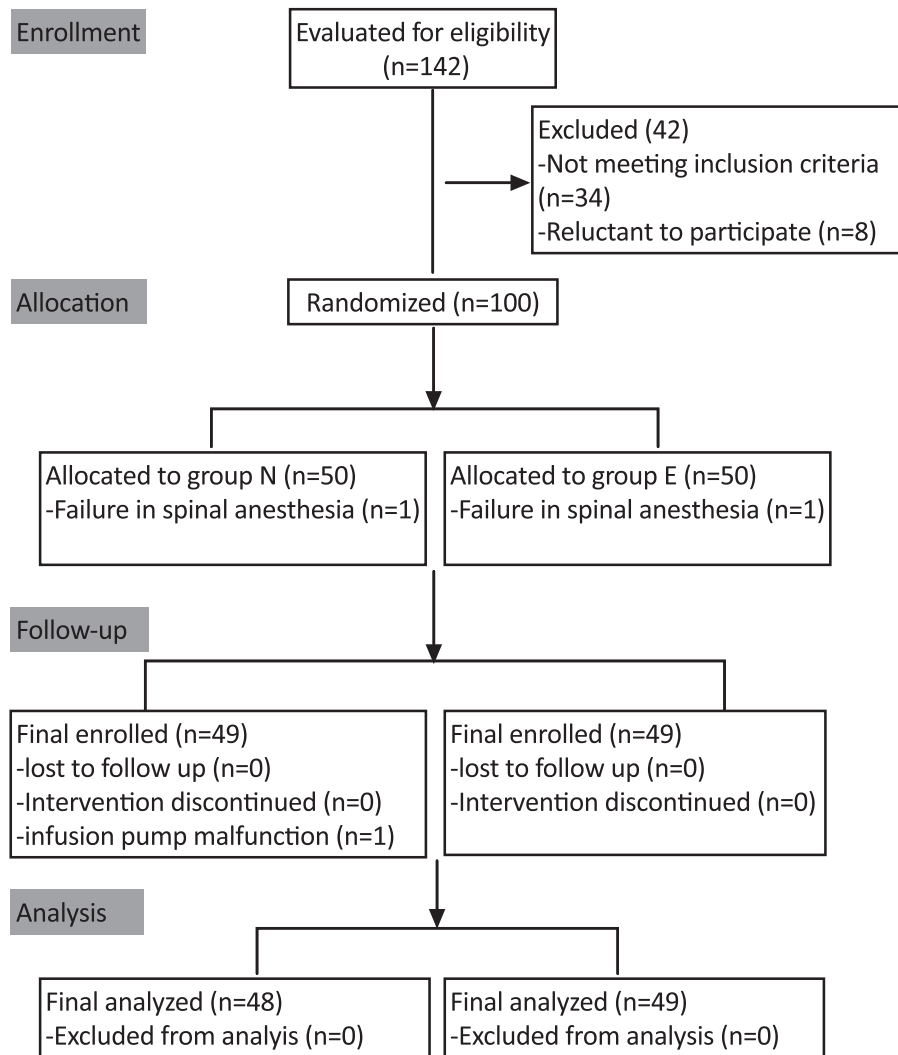 Enrollment
Evaluated for eligibility
(n=142)
Excluded (42)
-Not meeting inclusion criteria
(n=34)
-Reluctant to participate (n=8)
Allocation
Randomized (n=100)
Allocated to group N (n=50)
-Failure in spinal anesthesia (n=1)
Allocated to group E (n=50)
-Failure in spinal anesthesia (n=1)
Follow-up
Final enrolled (n=49)
-lost to follow up (n=0)
-Intervention discontinued (n=0)
-infusion pump malfunction (n=1)
Final enrolled (n=49)
-lost to follow up (n=0)
-Intervention discontinued (n=0)
Analysis
Final analyzed (n=48)
-Excluded from analyis (n=0)
Final analyzed (n=49)
-Excluded from analysis (n=0)